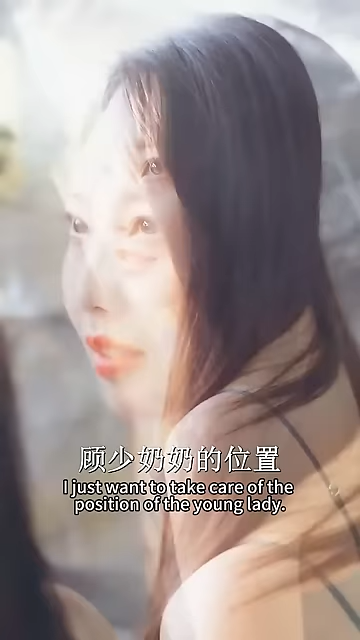 顾少奶奶的位置
I just want to take care of the
position of the young lady.